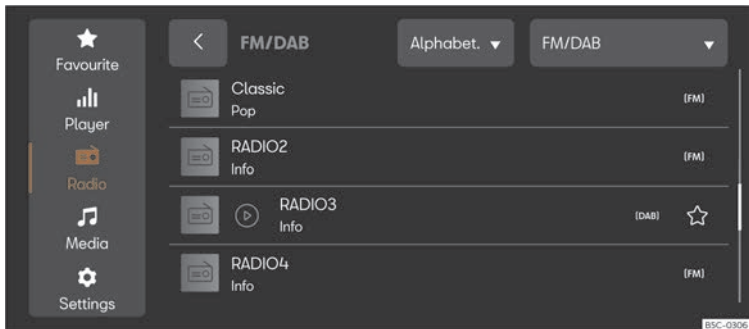 Favourite
Player
Radio
Media
Settings
FM/DAB
Alphabet.
FM/DAB
Classic
Pop
(FM)
RADIO2
Info
(FM)
RADIO3
Info
(DAB)
RADIO4
Info
(FM)
B5C-0306